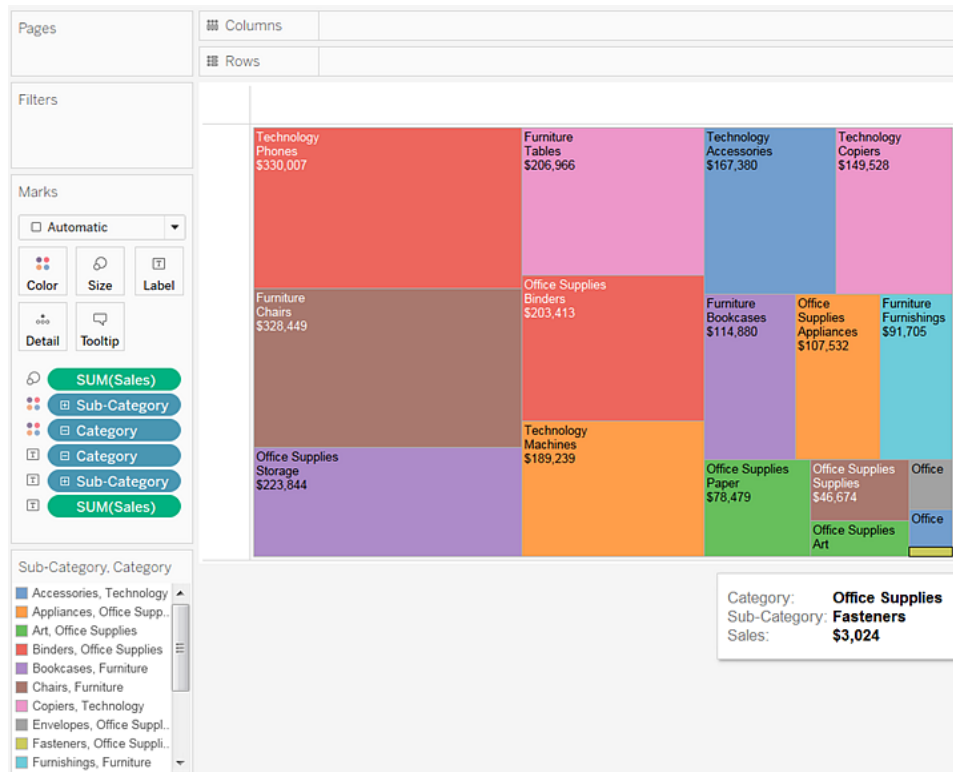 Pages
Columns
Rows
Filters
Marks
Automatic
Color
Size
Label
Detail
Tooltip
SUM(Sales)
Sub-Category
Category
Category
Sub-Category
SUM(Sales)
Sub-Category, Category
Accessories, Technology
Appliances, Office Supp..
Art, Office Supplies
Binders, Office Supplies
Bookcases, Furniture
Chairs, Furniture
Copiers, Technology
Envelopes, Office Suppl..
Fasteners, Office Suppli..
Furnishings, Furniture
Technology
Phones
$330,007
Furniture
Chairs
$328,449
Office Supplies
Storage
$223,844
Furniture
Tables
$206,966
Office Supplies
Binders
$203,413
Technology
Machines
$189,239
Technology
Accessories
$167,380
Technology
Copiers
$149,528
Furniture
Bookcases
$114,880
Office
Supplies
Appliances
$107,532
Furniture
Furnishings
$91,705
Office Supplies
Paper
$78,479
Office Supplies
Supplies
$46,674
Office Supplies
Art
Office
Office
Category: Office Supplies
Sub-Category: Fasteners
Sales: $3,024